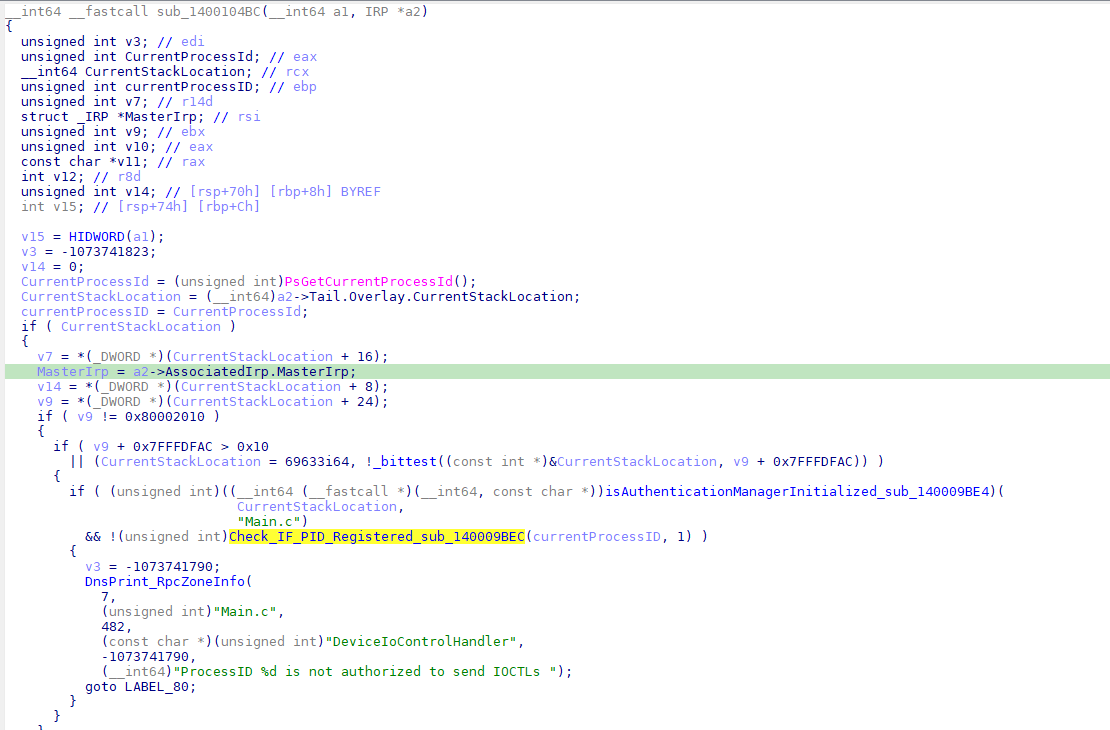 __int64 __fastcall sub_1400104BC(__int64 a1, IRP *a2)
{
  unsigned int v3; // edi
  unsigned int CurrentProcessId; // eax
  __int64 CurrentStackLocation; // rcx
  unsigned int currentProcessID; // ebp
  unsigned int v7; // r14d
  struct _IRP *MasterIrp; // rsi
  unsigned int v9; // ebx
  unsigned int v10; // eax
  const char *v11; // rax
  int v12; // r8d
  unsigned int v14; // [rsp+70h] [rbp+8h] BYREF
  int v15; // [rsp+74h] [rbp+Ch]

  v15 = HIDWORD(a1);
  v3 = -1073741823;
  v14 = 0;
  CurrentProcessId = (unsigned int)PsGetCurrentProcessId();
  CurrentStackLocation = (__int64)a2->Tail.Overlay.CurrentStackLocation;
  currentProcessID = CurrentProcessId;
  if ( CurrentStackLocation )
  {
    v7 = *(_DWORD *)(CurrentStackLocation + 16);
    MasterIrp = a2->AssociatedIrp.MasterIrp;
    v14 = *(_DWORD *)(CurrentStackLocation + 8);
    v9 = *(_DWORD *)(CurrentStackLocation + 24);
    if ( v9 != 0x80002010 )
    {
      if ( v9 + 0x7FFFDFAC > 0x10
        || (CurrentStackLocation = 69633i64, !_bittest((const int *)&CurrentStackLocation, v9 + 0x7FFFDFAC)) )
      {
        if ( (unsigned int)((__int64 (__fastcall *)(__int64, const char *))isAuthenticationManagerInitialized_sub_140009BE4)(
                             CurrentStackLocation,
                             "Main.c")
          && !(unsigned int)Check_IF_PID_Registered_sub_140009BEC(currentProcessID, 1) )
        {
          v3 = -1073741790;
          DnsPrint_RpcZoneInfo(
            7,
            (unsigned int)"Main.c",
            482,
            (const char *)(unsigned int)"DeviceIoControlHandler",
            -1073741790,
            (__int64)"ProcessID %d is not authorized to send IOCTLs ");
          goto LABEL_80;
        }
      }